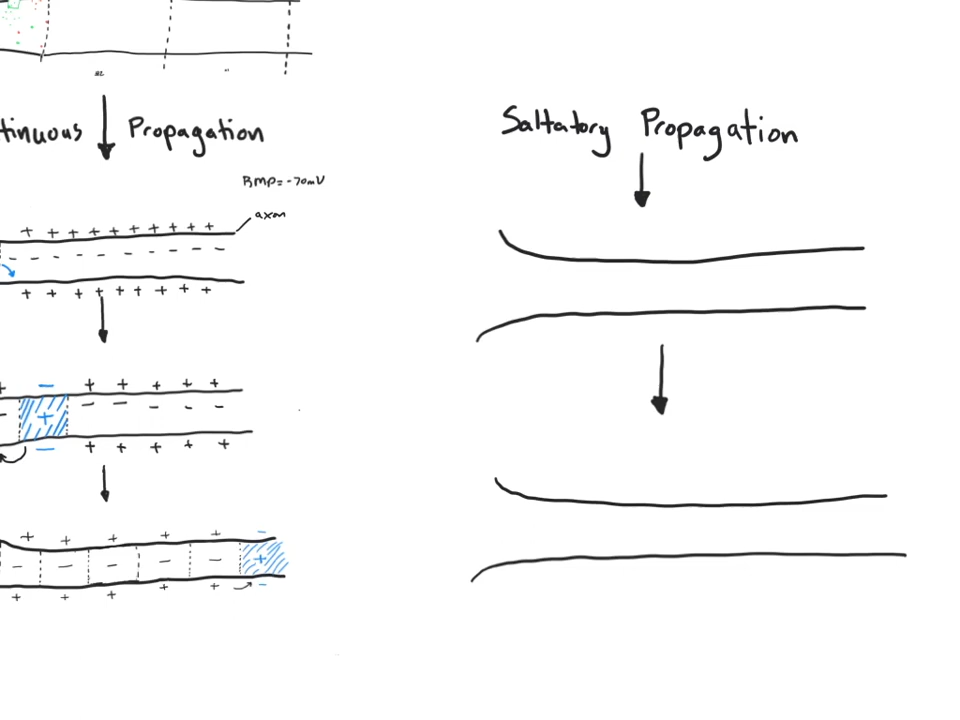 tinuous Propagation
RMP=-70mV
axon
+ + + + + + + + +
- - - - - - - - - -
+ + + + + + + + +
+ - + + + + +
- + - - - - -
- + + + + +
+ + + + + -
- - - - - +
+ + + + + -
Saltatory Propagation